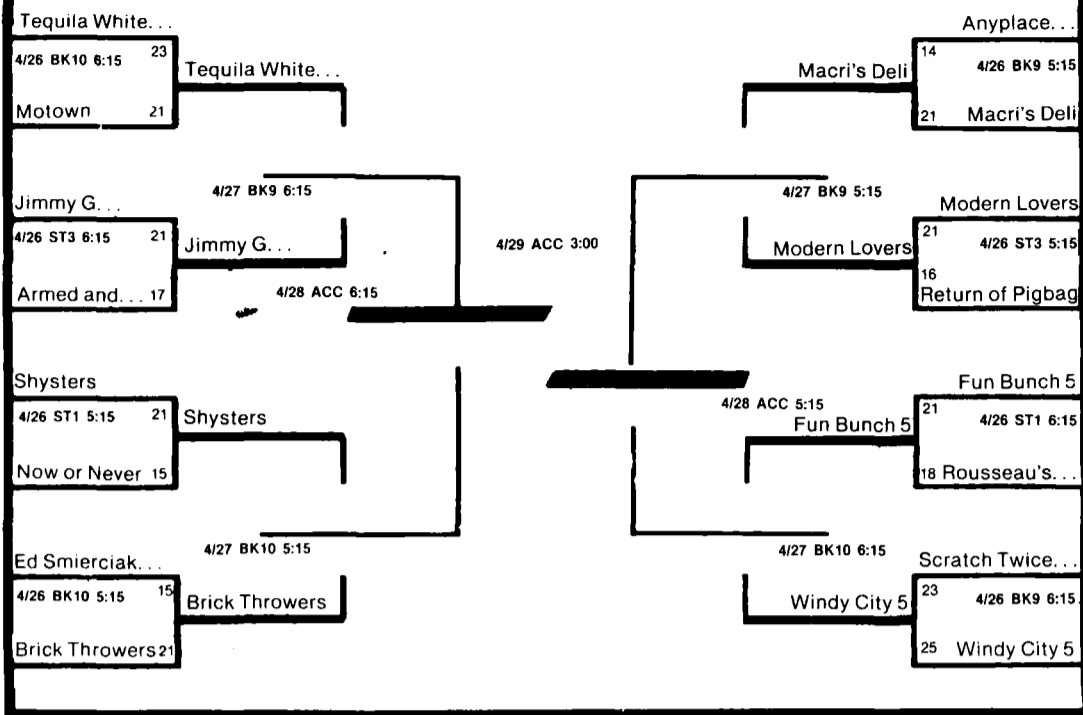 Tequila White. . .
4/26 BK10 6:15 23
Motown 21
Tequila White. . .
4/27 BK9 6:15
Jimmy G. . .
4/26 ST3 6:15 21
Armed and. . . 17
Jimmy G. . .
4/28 ACC 6:15
Shysters
4/26 ST1 5:15 21
Now or Never 15
Shysters
4/27 BK10 5:15
Ed Smierciak. . .
4/26 BK10 5:15 15
Brick Throwers 21
Brick Throwers
4/29 ACC 3:00
Anyplace. . .
14 4/26 BK9 5:15
21 Macri's Deli
Macri's Deli
4/27 BK9 5:15
Modern Lovers
21 4/26 ST3 5:15
16
Return of Pigbag
Modern Lovers
4/28 ACC 5:15
Fun Bunch 5
21 4/26 ST1 6:15
18 Rousseau's. . .
Fun Bunch 5
4/27 BK10 6:15
Scratch Twice. . .
23 4/26 BK9 6:15
25 Windy City 5
Windy City 5